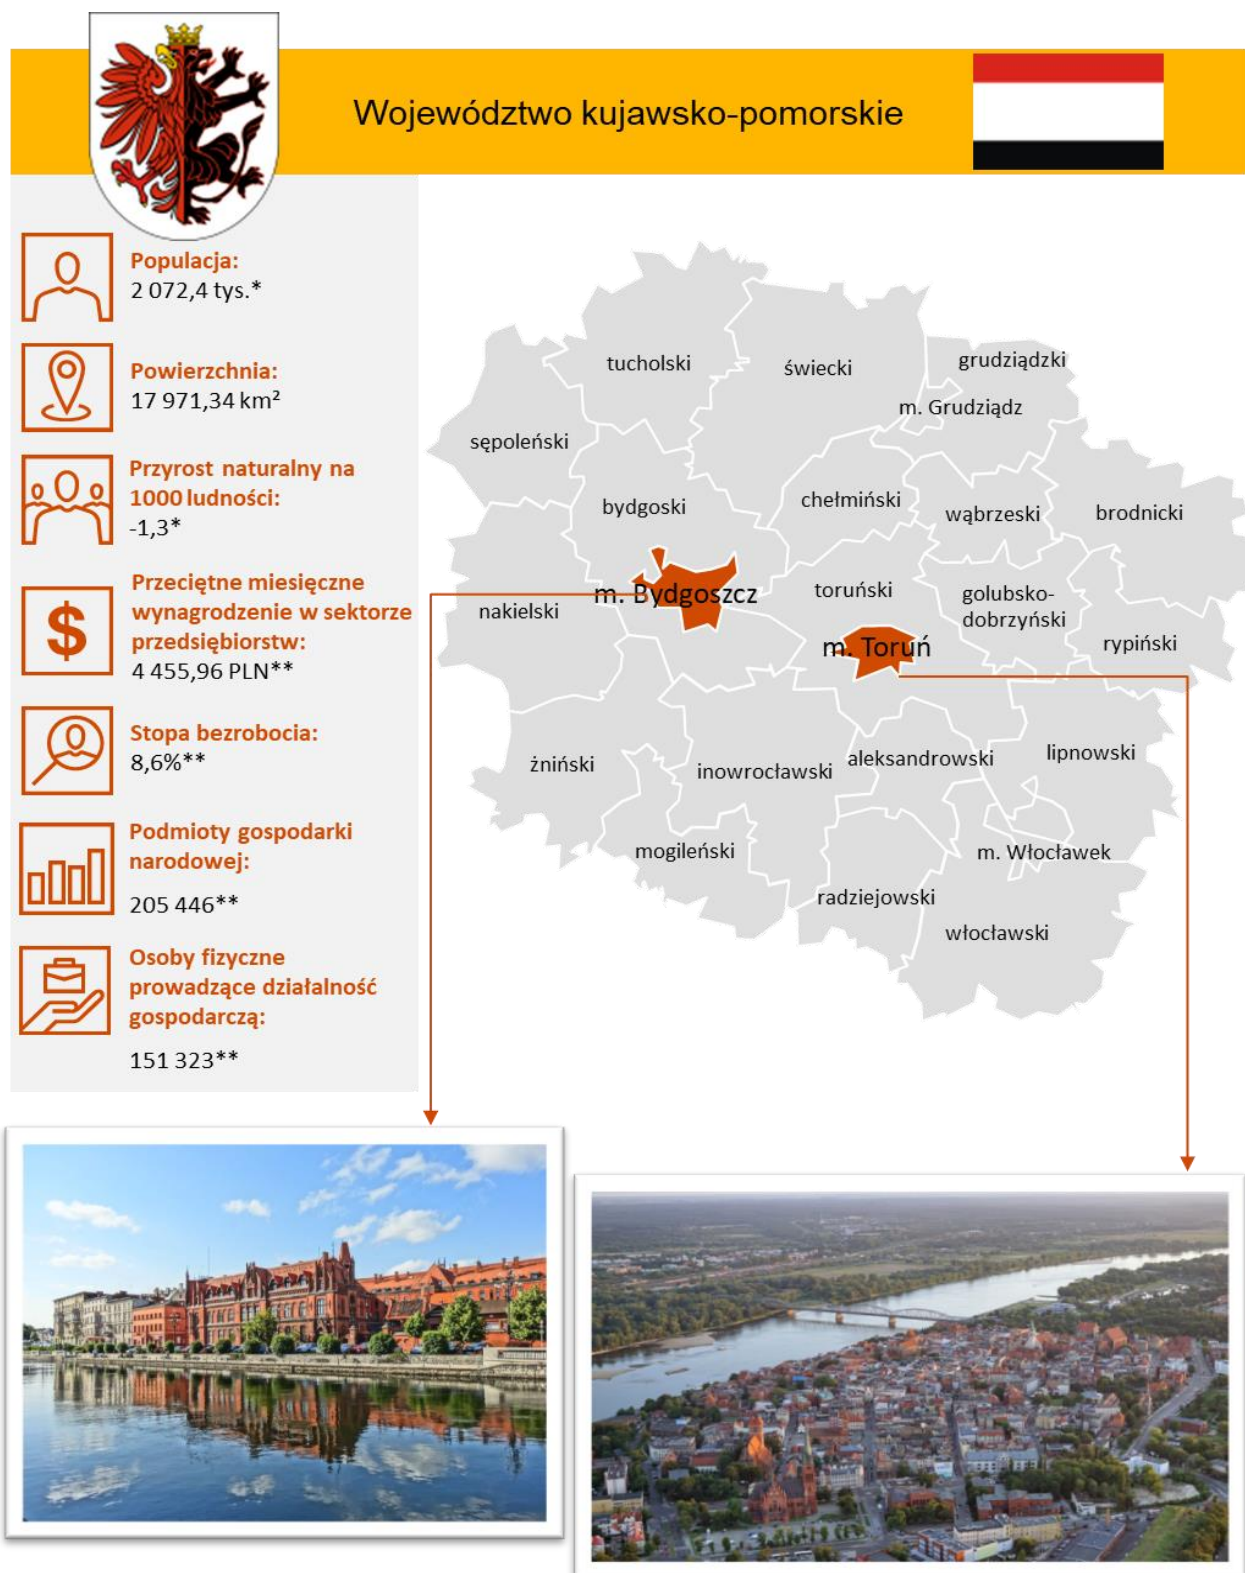 Województwo kujawsko-pomorskie
Populacja:
2 072,4 tys.*
Powierzchnia:
17 971,34 km²
Przyrost naturalny na
1000 ludności:
-1,3*
Przeciętne miesięczne
wynagrodzenie w sektorze
przedsiębiorstw:
4 455,96 PLN**
Stopa bezrobocia:
8,6%**
Podmioty gospodarki
narodowej:
205 446**
Osoby fizyczne
prowadzące działalność
gospodarczą:
151 323**
tucholski
świecki
grudziądzki
m. Grudziądz
sępoleński
bydgoski
chełmiński
wąbrzeski
brodnicki
m. Bydgoszcz
nakielski
toruński
golubsko-
dobrzyński
m. Toruń
rypiński
żniński
inowrocławski
aleksandrowski
lipnowski
mogileński
m. Włocławek
radziejowski
włocławski